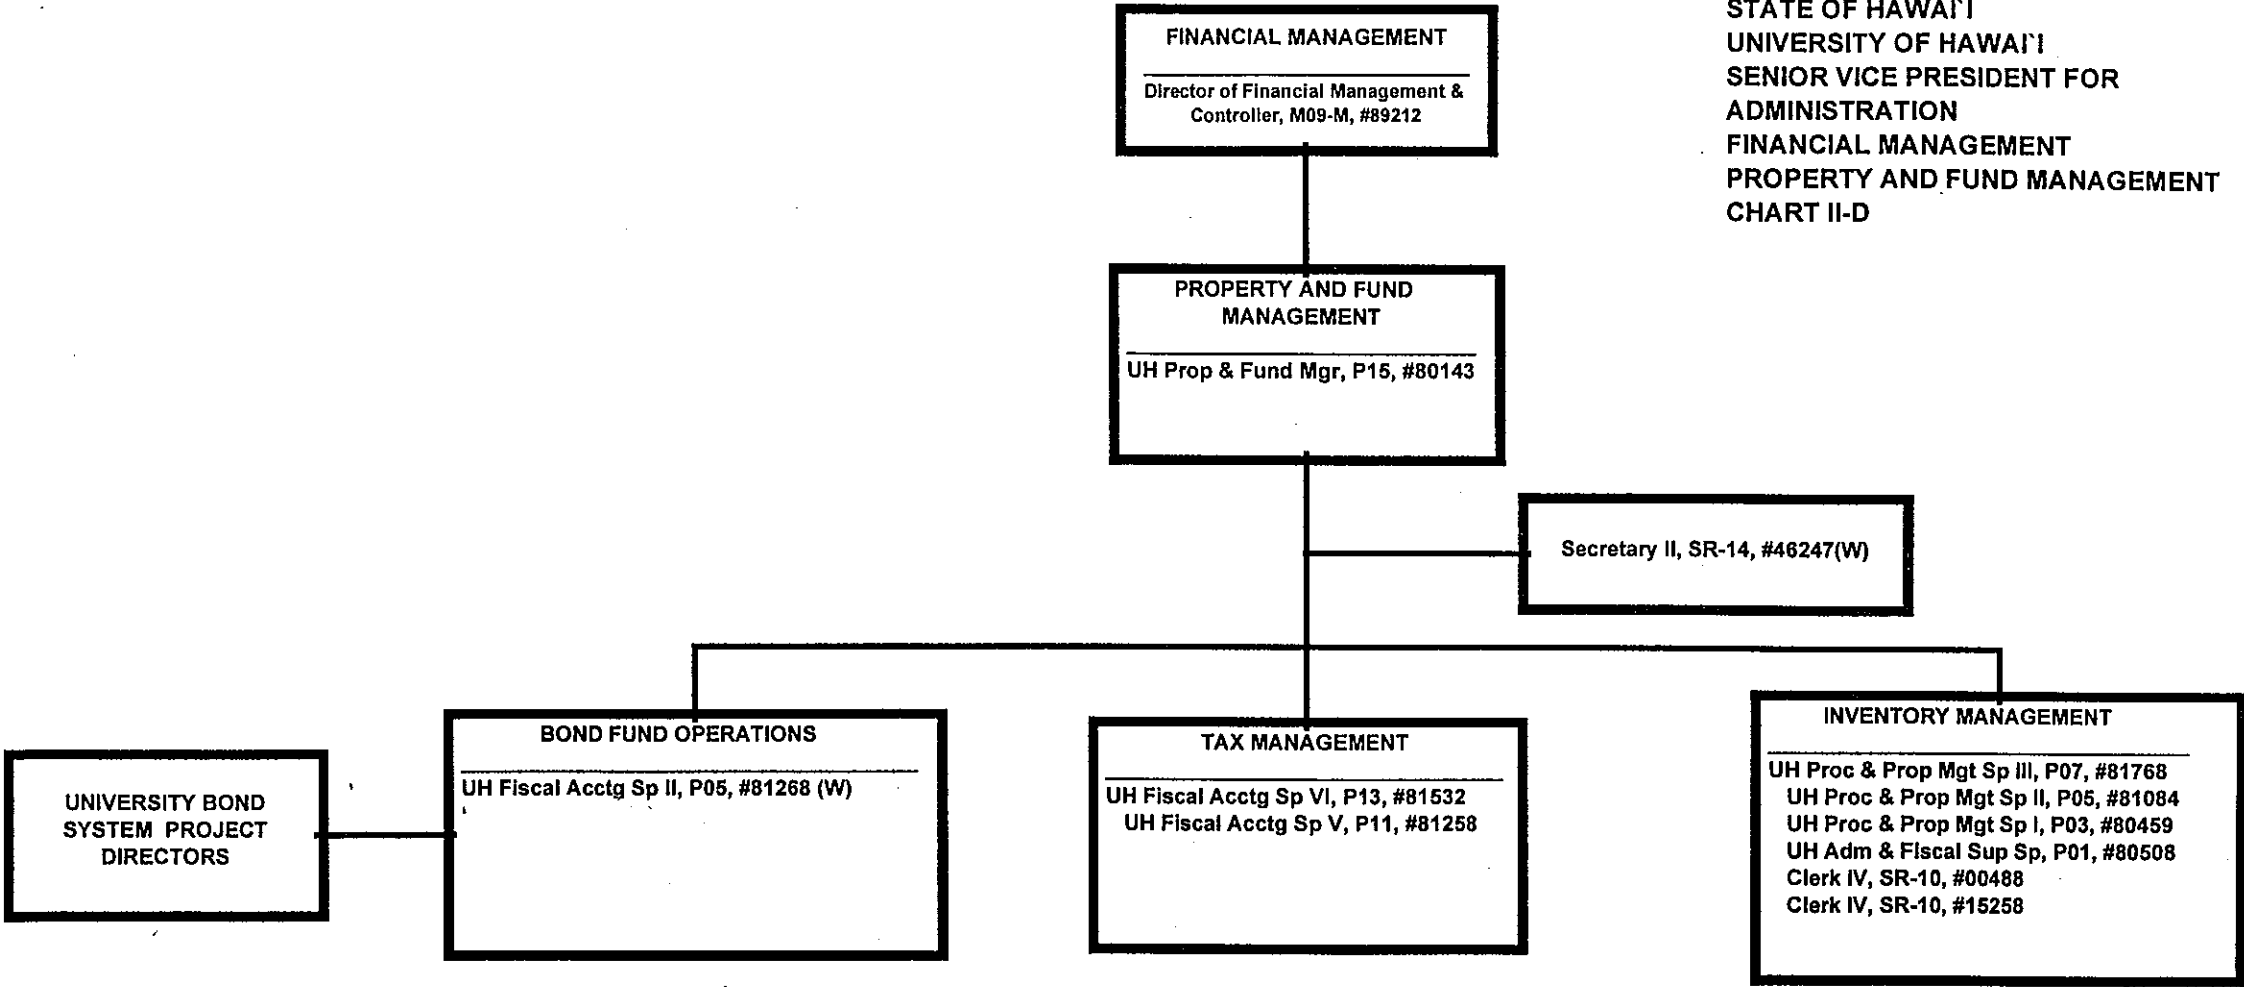 STATE OF HAWAI`I
UNIVERSITY OF HAWAI`I
SENIOR VICE PRESIDENT FOR
ADMINISTRATION
FINANCIAL MANAGEMENT
PROPERTY AND FUND MANAGEMENT
CHART II-D
FINANCIAL MANAGEMENT
Director of Financial Management &
Controller, M09-M, #89212
PROPERTY AND FUND
MANAGEMENT
UH Prop & Fund Mgr, P15, #80143
Secretary II, SR-14, #46247(W)
UNIVERSITY BOND
SYSTEM PROJECT
DIRECTORS
BOND FUND OPERATIONS
UH Fiscal Acctg Sp II, P05, #81268 (W)
TAX MANAGEMENT
UH Fiscal Acctg Sp VI, P13, #81532
UH Fiscal Acctg Sp V, P11, #81258
INVENTORY MANAGEMENT
UH Proc & Prop Mgt Sp III, P07, #81768
UH Proc & Prop Mgt Sp II, P05, #81084
UH Proc & Prop Mgt Sp I, P03, #80459
UH Adm & Fiscal Sup Sp, P01, #80508
Clerk IV, SR-10, #00488
Clerk IV, SR-10, #15258